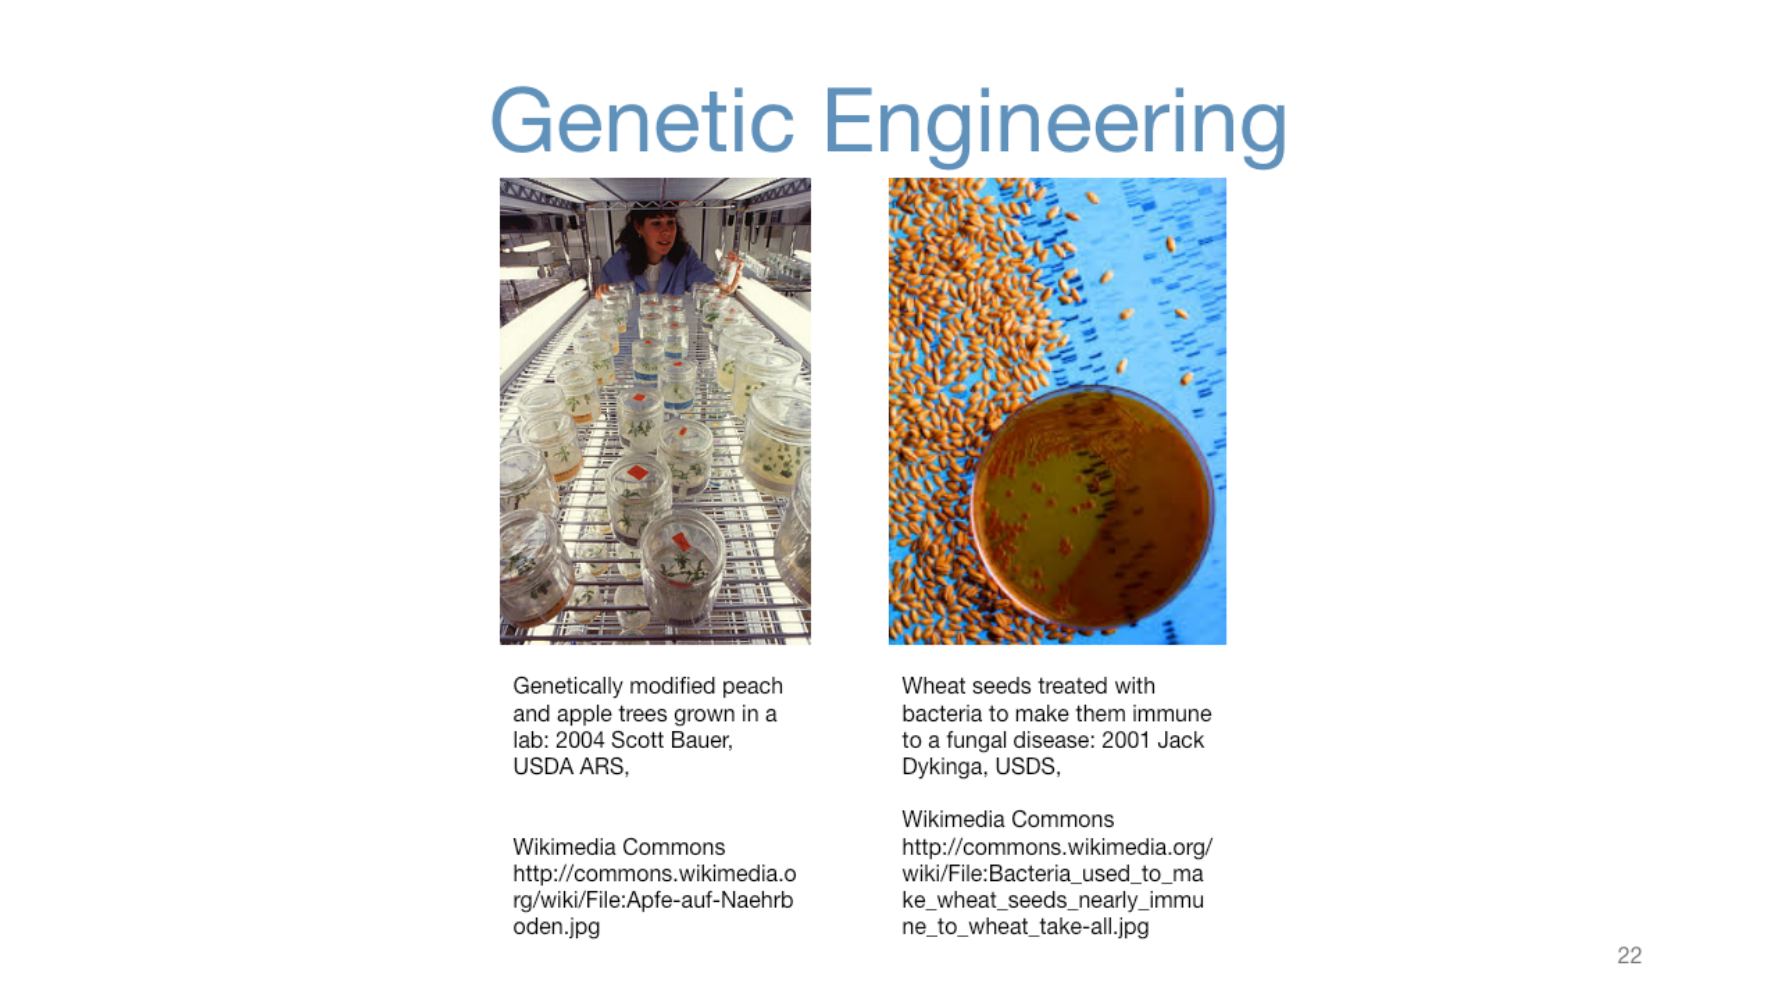 Genetic Engineering
Genetically modified peach
and apple trees grown in a
lab: 2004 Scott Bauer,
USDA ARS,
Wikimedia Commons
http://commons.wikimedia.o
rg/wiki/File:Apfe-auf-Naehrb
oden.jpg
Wheat seeds treated with
bacteria to make them immune
to a fungal disease: 2001 Jack
Dykinga, USDS,
Wikimedia Commons
http://commons.wikimedia.org/
wiki/File:Bacteria_used_to_ma
ke_wheat_seeds_nearly_immu
ne_to_wheat_take-all.jpg
22